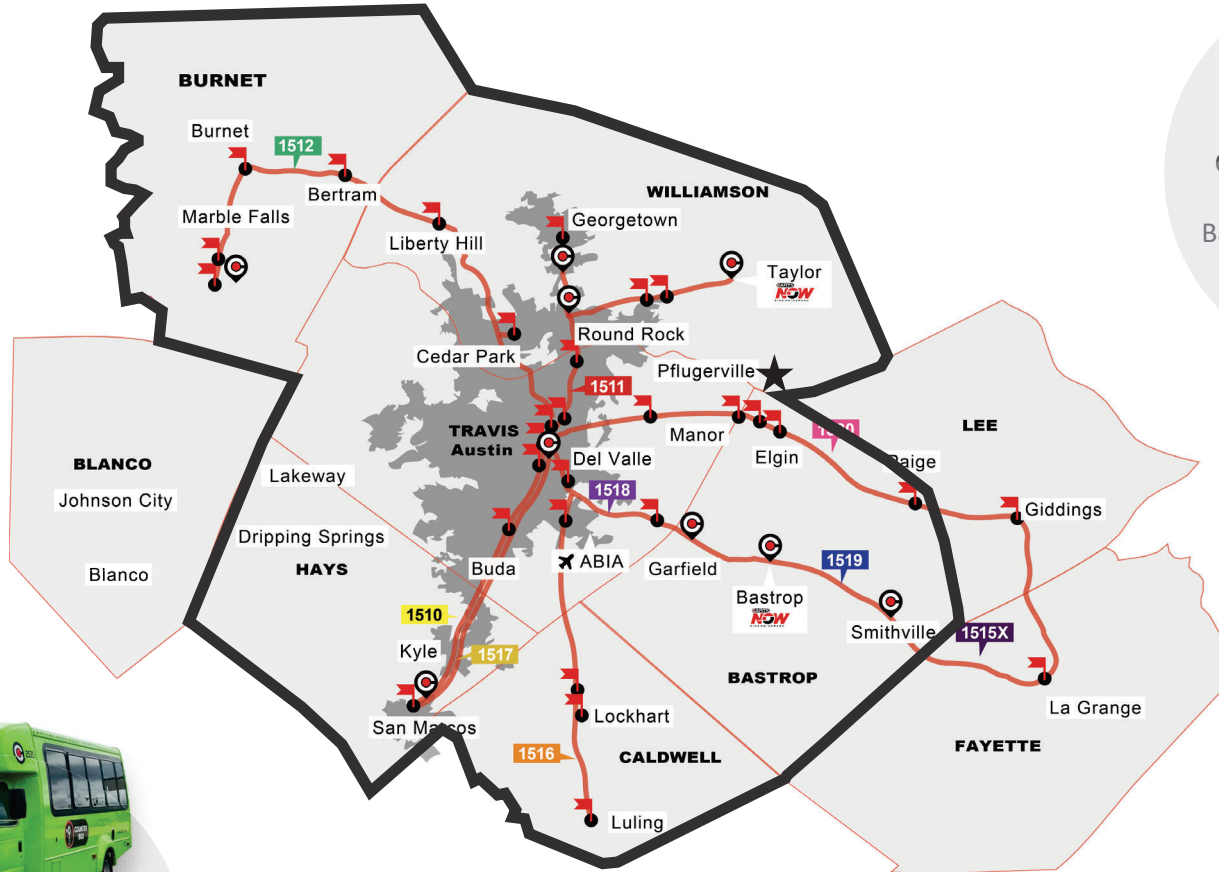 BURNET
Burnet
1512
Bertram
WILLIAMSON
Marble Falls
Georgetown
Liberty Hill
Taylor
NOW
Round Rock
Cedar Park
Pflugerville
1511
LEE
TRAVIS
Austin
Manor
Elgin
BLANCO
Johnson City
Lakeway
Del Valle
1518
Giddings
Dripping Springs
HAYS
Buda
ABIA
Garfield
1519
Blanco
Bastrop
NOW
1510
Smithville
1515X
Kyle
1517
BASTROP
San Marcos
Lockhart
La Grange
1516
CALDWELL
FAYETTE
Luling